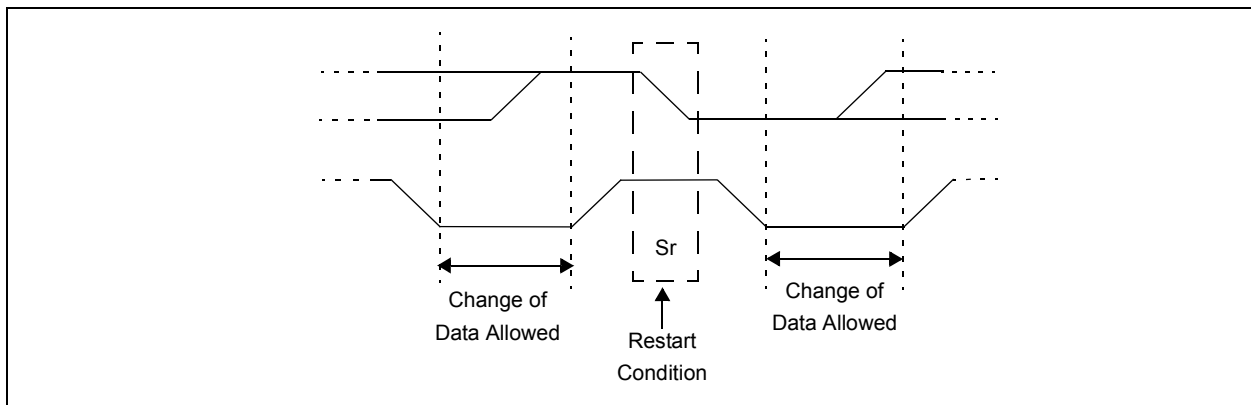 Sr
Change of
Data Allowed
Restart
Condition
Change of
Data Allowed